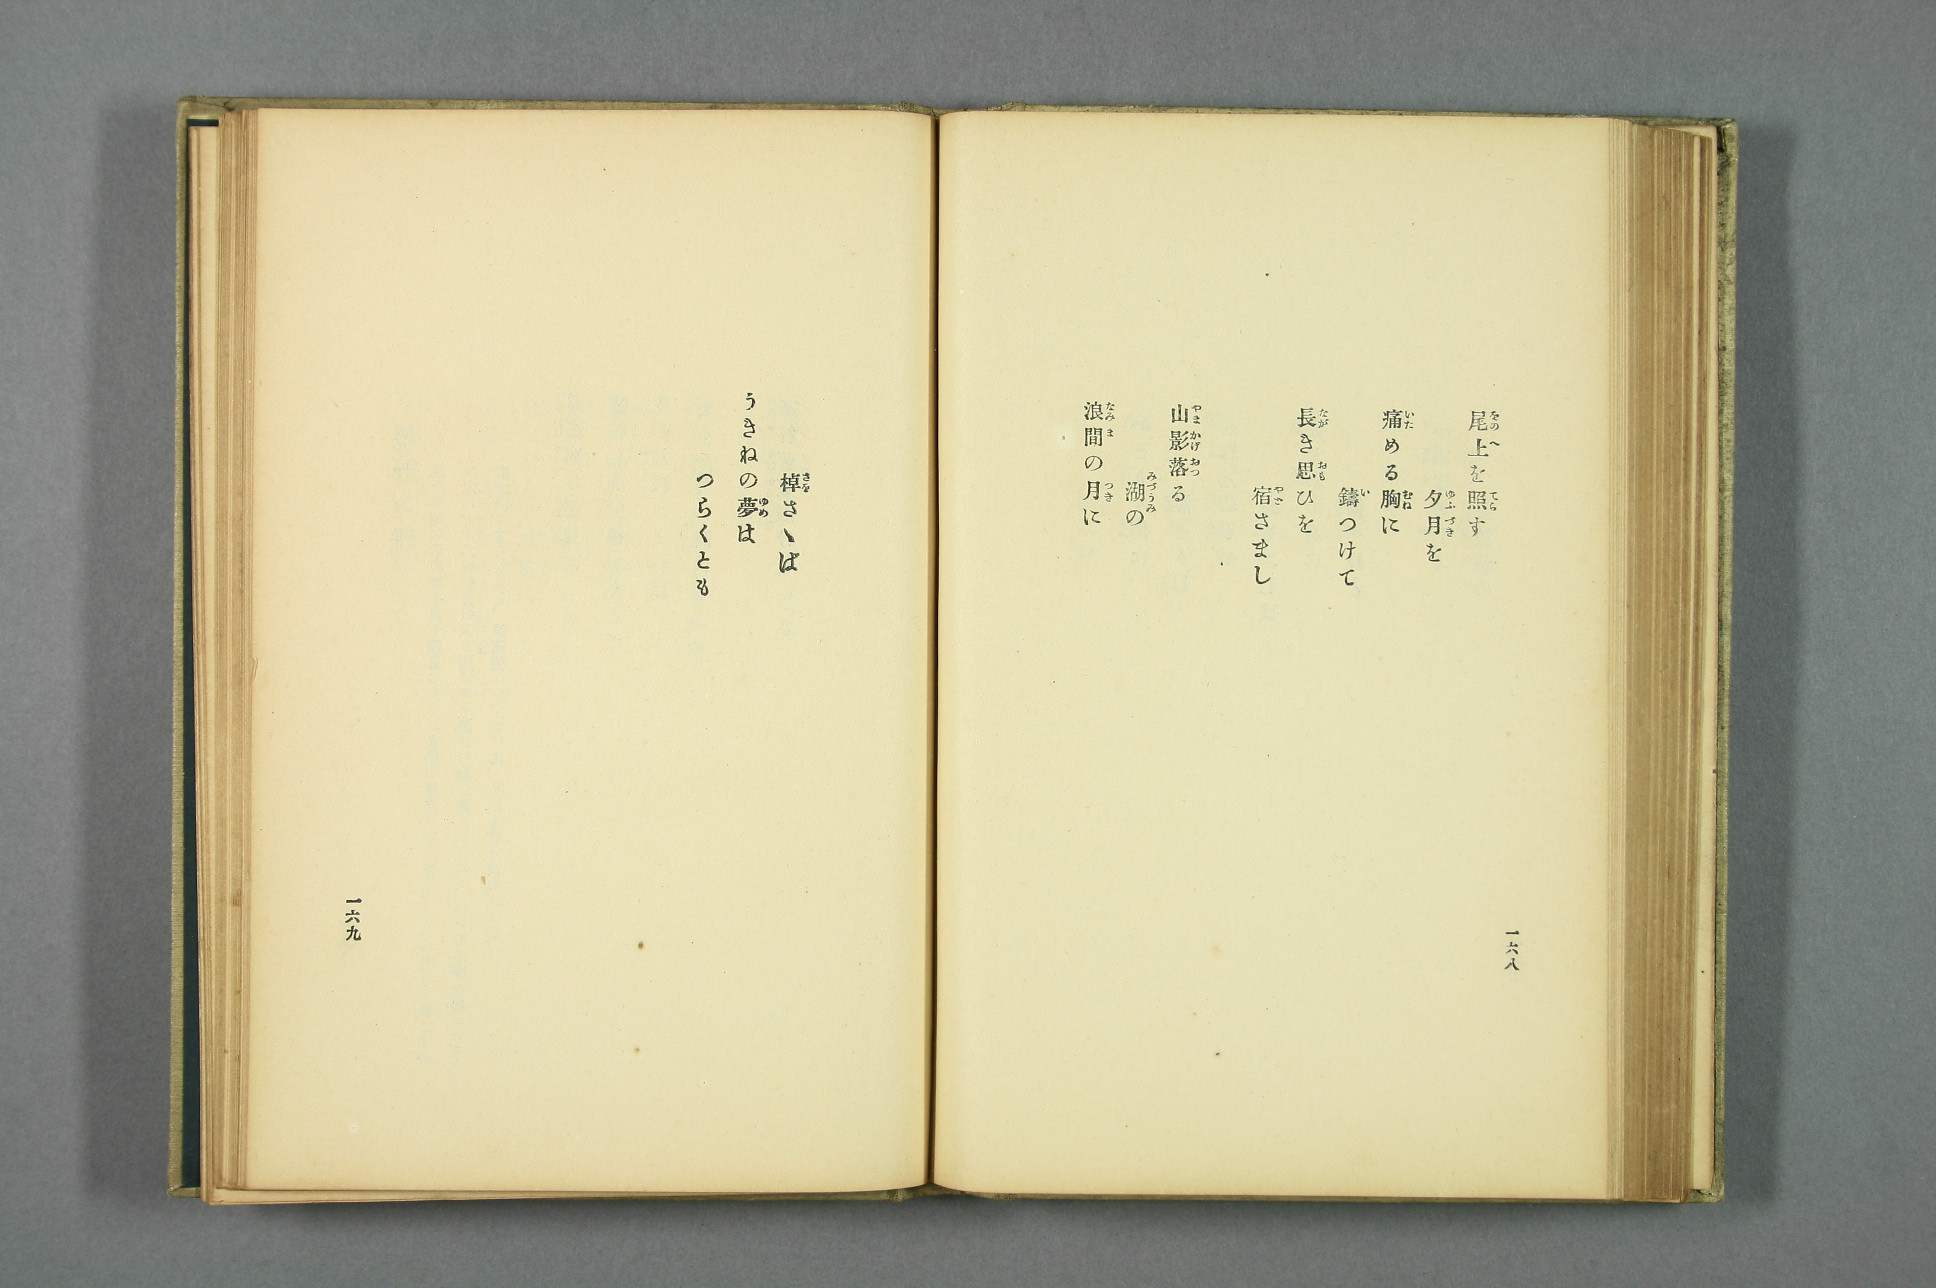 尾上を照す
夕月を
痛める胸に
鑄つけて
長き思ひを
宿さまし
山影落る
湖の
浪間の月に
一六八
棹さゝば
うきねの夢は
つらくとも
一六九